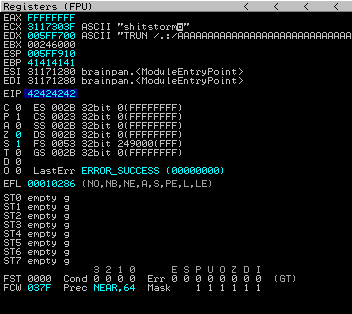 Registers (FPU) < < < <
EAX FFFFFFFF
ECX 3117303F ASCII "shitstorm
EDX 005FF700 ASCII "TRUN /.:/AAAAAAAAAAAAAAAAAAAAAAAAAAAA
EBX 00246000
ESP 005FF910
EBP 41414141
ESI 31171280 brainpan.<ModuleEntryPoint>
EDI 31171280 brainpan.<ModuleEntryPoint>
EIP 42424242
C 0 ES 002B 32bit 0(FFFFFFFF)
P 1 CS 0023 32bit 0(FFFFFFFF)
A 0 SS 002B 32bit 0(FFFFFFFF)
Z 0 DS 002B 32bit 0(FFFFFFFF)
S 1 FS 0053 32bit 249000(FFF)
T 0 GS 002B 32bit 0(FFFFFFFF)
D 0
O 0 LastErr ERROR_SUCCESS (00000000)
EFL 00010286 (NO,NB,NE,A,S,PE,L,LE)
ST0 empty g
ST1 empty g
ST2 empty g
ST3 empty g
ST4 empty g
ST5 empty g
ST6 empty g
ST7 empty g
3 2 1 0 E S P U O Z D I
FST 0000 Cond 0 0 0 0 Err 0 0 0 0 0 0 0 0 (GT)
FCW 037F Prec NEAR,64 Mask 1 1 1 1 1 1